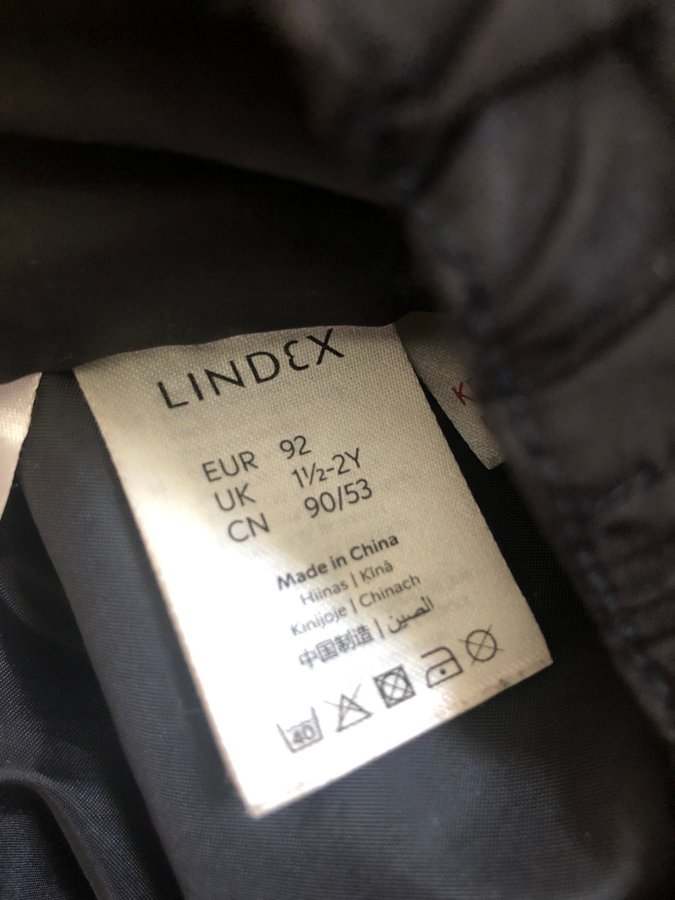 LINDEX
EUR 92
UK 1½-2Y
CN 90/53
Made in China
Hiinas | Ķīnā
Kinijoje | Chinach
中国制造 | الصين
40